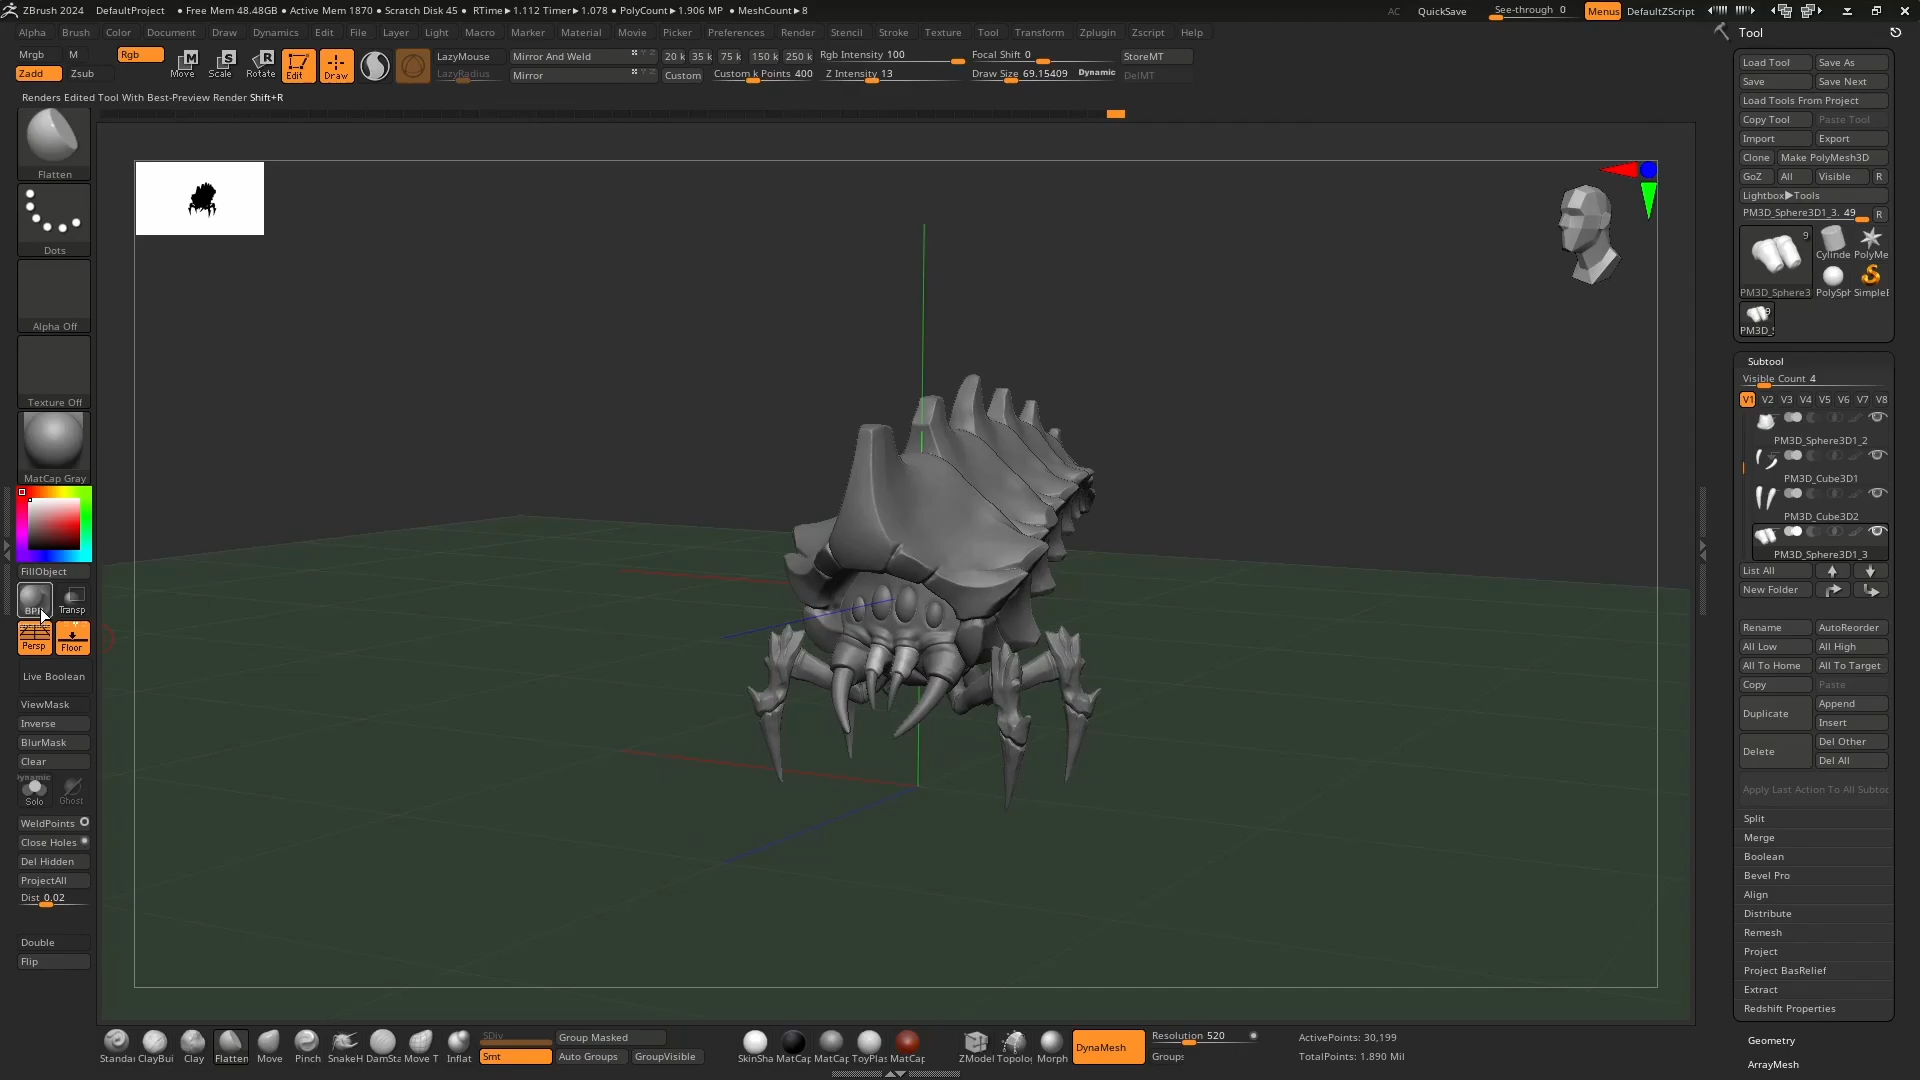 ZBrush 2024 DefaultProject • Free Mem 48.48GB • Active Mem 1870 • Scratch Disk 45 • RTime►1.112 Timer►1.078 • PolyCount►1.906 MP • MeshCount►8 AC QuickSave See-through 0 Menus DefaultZScript
Alpha Brush Color Document Draw Dynamics Edit File Layer Light Macro Marker Material Movie Picker Preferences Render Stencil Stroke Texture Tool Transform Zplugin Zscript Help
Tool
Mrgb M Rgb
Zadd Zsub
Move Scale Rotate Edit Draw
LazyMouse Mirror And Weld 20 k 35 k 75 k 150 k 250 k Rgb Intensity 100 Focal Shift 0 StoreMT
LazyRadius Mirror Custom Custom k Points 400 Z Intensity 13 Draw Size 69.15409 Dynamic DelMT
Renders Edited Tool With Best-Preview Render Shift+R
Flatten
Dots
Alpha Off
Texture Off
MatCap Gray
FillObject
Transp
Persp Floor
Live Boolean
ViewMask
Inverse
BlurMask
Clear
Dynamic
Solo Ghost
WeldPoints
Close Holes
Del Hidden
ProjectAll
Dist 0.02
Double
Flip
Load Tool Save As
Save Save Next
Load Tools From Project
Copy Tool Paste Tool
Import Export
Clone Make PolyMesh3D
GoZ All Visible R
Lightbox►Tools
PM3D_Sphere3D1_3. 49 R
9
Cylinde PolyMe
PM3D_Sphere3 PolySph SimpleE
9
PM3D_S
Subtool
Visible Count 4
V1 V2 V3 V4 V5 V6 V7 V8
PM3D_Sphere3D1_2
PM3D_Cube3D1
PM3D_Cube3D2
PM3D_Sphere3D1_3
List All
New Folder
Rename AutoReorder
All Low All High
All To Home All To Target
Copy Paste
Duplicate Append
Insert
Delete Del Other
Del All
Apply Last Action To All Subtoo
Split
Merge
Boolean
Bevel Pro
Align
Distribute
Remesh
Project
Project BasRelief
Extract
Redshift Properties
Geometry
ArrayMesh
Standa ClayBui Clay Flatten Move Pinch SnakeH DamSta Move T Inflat
SDiv Group Masked
Smt Auto Groups GroupVisible
SkinSha MatCap MatCap ToyPlas MatCap
ZModel Topolog Morph DynaMesh
Resolution 520
Groups
ActivePoints: 30,199
TotalPoints: 1.890 Mil